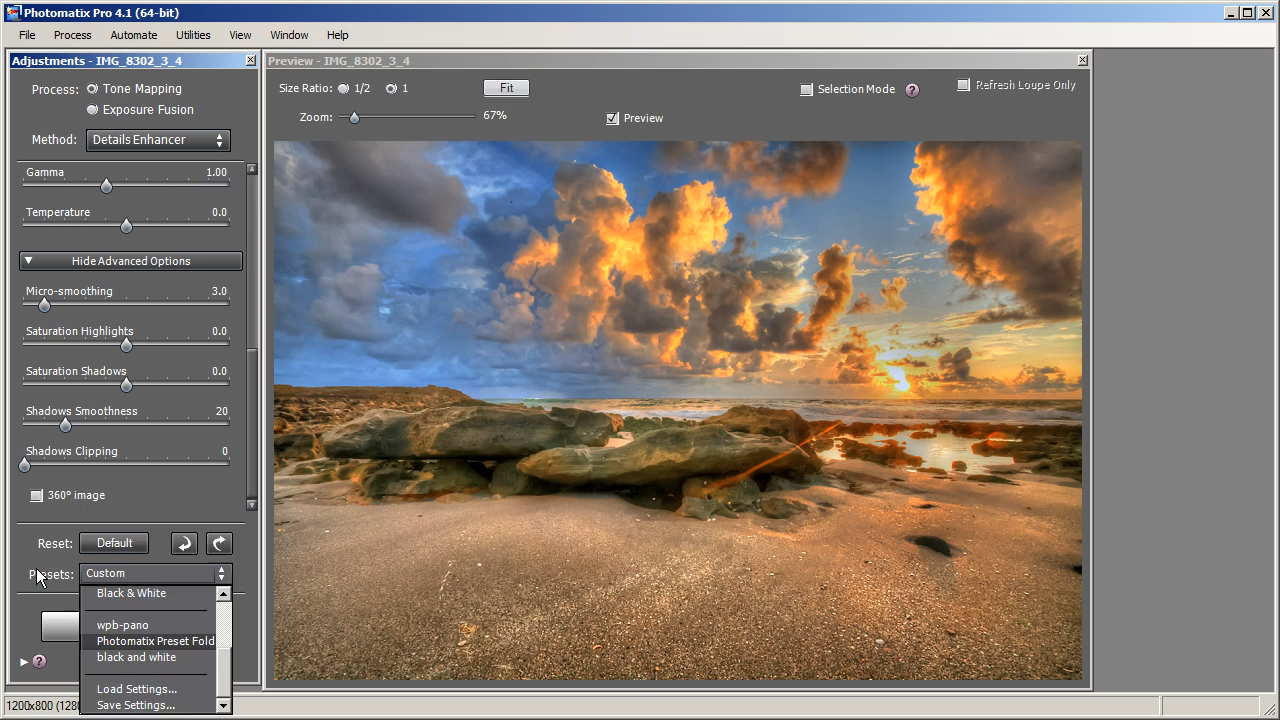 Photomatix Pro 4.1 (64-bit)
File Process Automate Utilities View Window Help
Adjustments - IMG_8302_3_4
Process: Tone Mapping
Exposure Fusion
Method: Details Enhancer
Gamma 1.00
Temperature 0.0
Hide Advanced Options
Micro-smoothing 3.0
Saturation Highlights 0.0
Saturation Shadows 0.0
Shadows Smoothness 20
Shadows Clipping 0
360° image
Reset: Default
Presets: Custom
Black & White
wpb-pano
Photomatix Preset Fold
black and white
Load Settings...
Save Settings...
?
1200x800 (128
Preview - IMG_8302_3_4
Size Ratio: 1/2 1 Fit Selection Mode ? Refresh Loupe Only
Zoom: 67% Preview